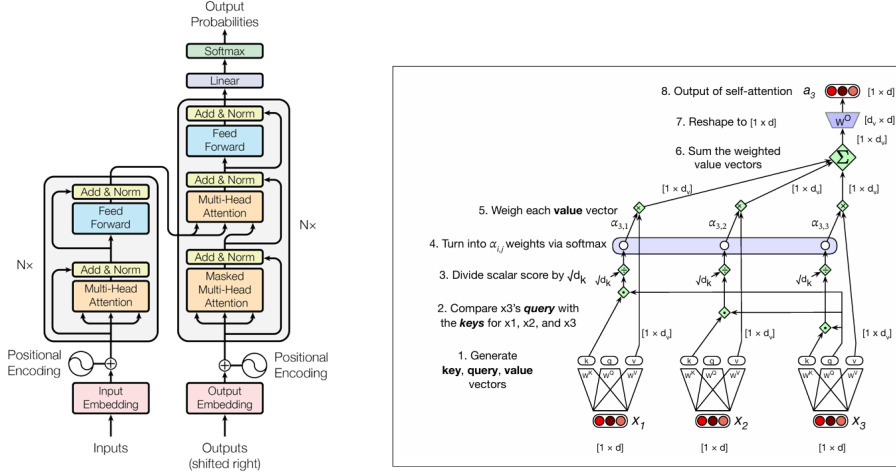 Output
Probabilities
Softmax
Linear
Add & Norm
Feed
Forward
Add & Norm
Multi-Head
Attention
Add & Norm
Masked
Multi-Head
Attention
Nx
Add & Norm
Feed
Forward
Nx
Add & Norm
Multi-Head
Attention
Positional
Encoding
Positional
Encoding
Input
Embedding
Output
Embedding
Inputs
Outputs
(shifted right)
8. Output of self-attention a3 [1 × d]
7. Reshape to [1 x d] W^O [dv × d]
[1 × dv]
6. Sum the weighted
value vectors
Σ
[1 × dv] [1 × dv] [1 × dv]
5. Weigh each value vector × × ×
α3,1 α3,2 α3,3
4. Turn into αi,j weights via softmax
3. Divide scalar score by √dk √dk ÷ √dk ÷ √dk ÷
2. Compare x3's query with
the keys for x1, x2, and x3
[1 × dv] [1 × dv] [1 × dv]
1. Generate
key, query, value
vectors
k q v k q v k q v
W^K W^Q W^V W^K W^Q W^V W^K W^Q W^V
x1 x2 x3
[1 × d] [1 × d] [1 × d]